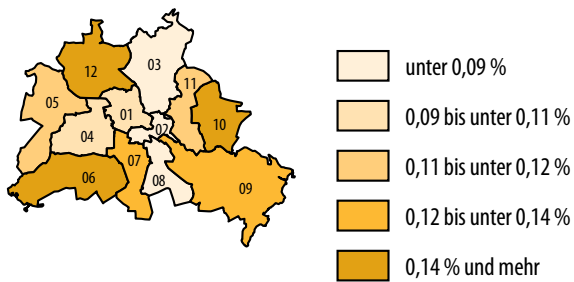 12
03
11
05
01
10
02
04
07
06
08
09
unter 0,09 %
0,09 bis unter 0,11 %
0,11 bis unter 0,12 %
0,12 bis unter 0,14 %
0,14 % und mehr